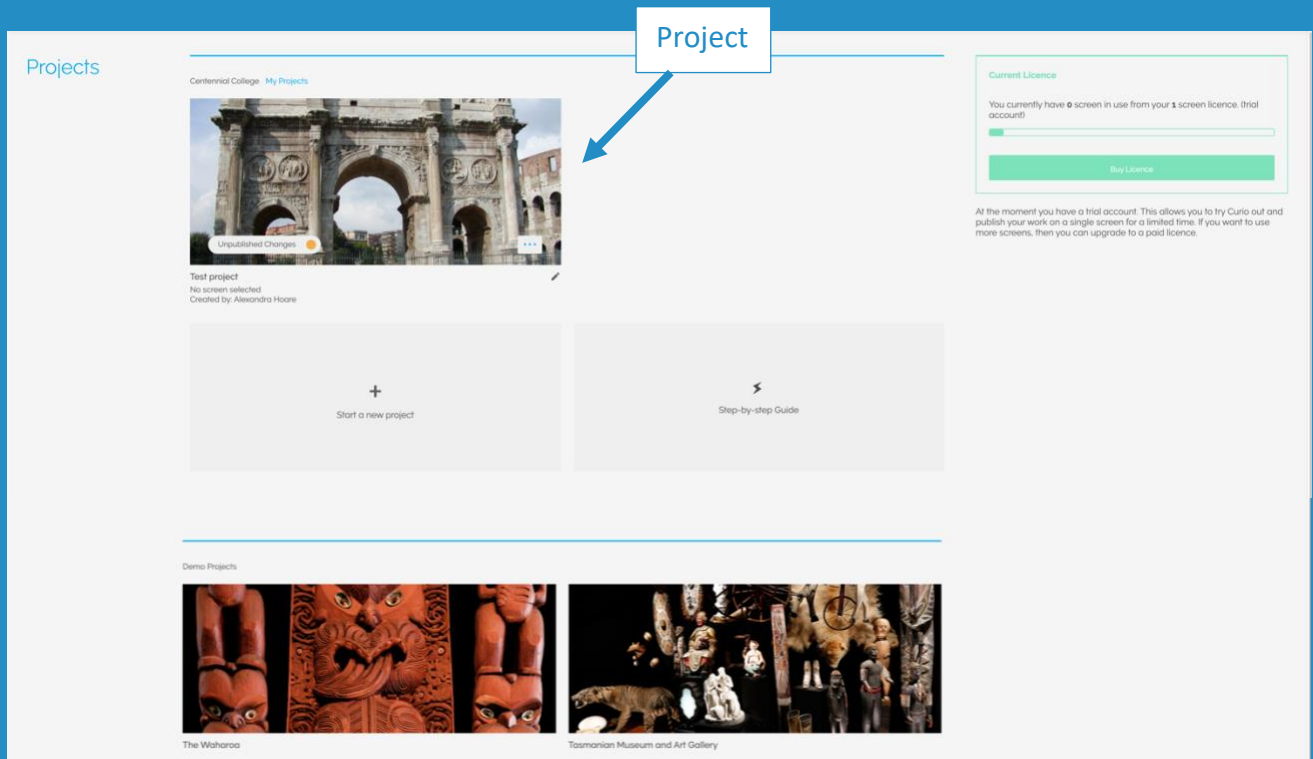 Project
Projects
Centennial College My Projects
Unpublished Changes
Test project
No screen selected
Created by: Alexandra Hoare
Start a new project
Step-by-step Guide
Current Licence
You currently have 0 screen in use from your 1 screen licence. (trial
account)
Buy Licence
At the moment you have a trial account. This allows you to try Curio out and
publish your work on a single screen for a limited time. If you want to use
more screens, then you can upgrade to a paid licence.
Demo Projects
The Waharoa
Tasmanian Museum and Art Gallery